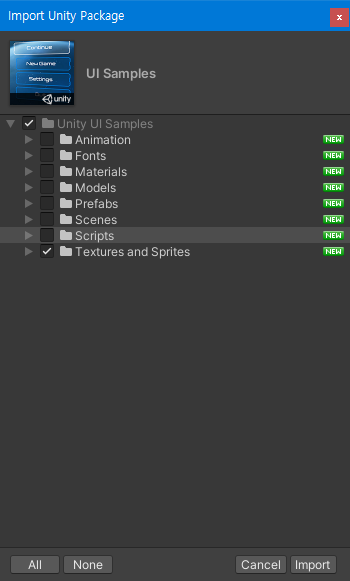 Import Unity Package
x
Continue
New Game
Settings
unity
UI Samples
Unity UI Samples
Animation NEW
Fonts NEW
Materials NEW
Models NEW
Prefabs NEW
Scenes NEW
Scripts NEW
Textures and Sprites NEW
All None Cancel Import